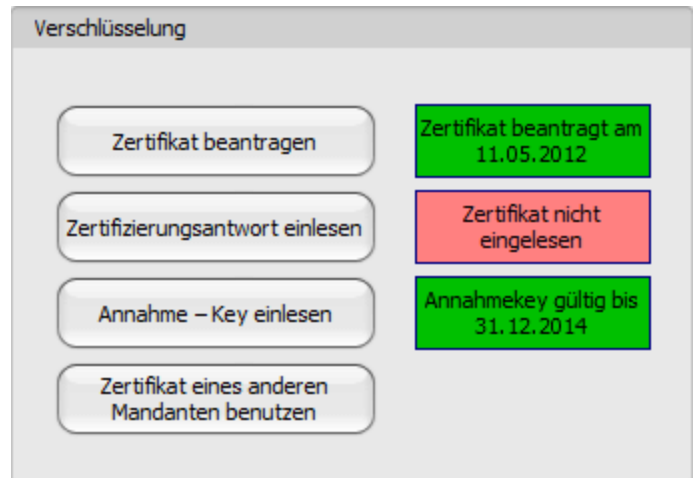 Verschlüsselung
Zertifikat beantragen
Zertifikat beantragt am
11.05.2012
Zertifizierungsantwort einlesen
Zertifikat nicht
eingelesen
Annahme – Key einlesen
Annahmekey gültig bis
31.12.2014
Zertifikat eines anderen
Mandanten benutzen